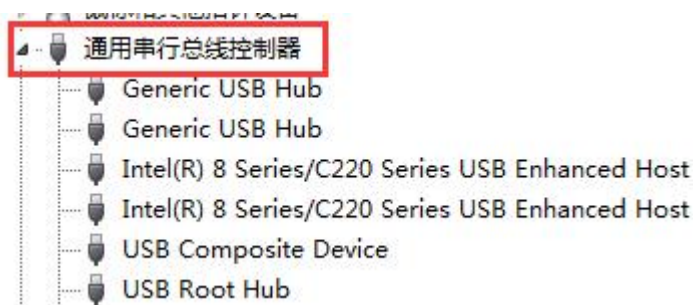 通用串行总线控制器
Generic USB Hub
Generic USB Hub
Intel(R) 8 Series/C220 Series USB Enhanced Host
Intel(R) 8 Series/C220 Series USB Enhanced Host
USB Composite Device
USB Root Hub